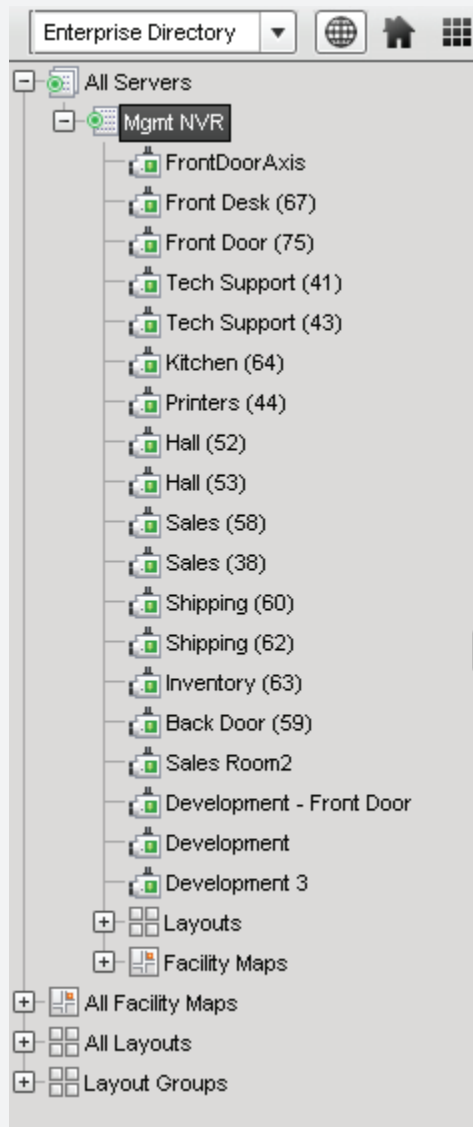 Enterprise Directory
All Servers
Mgmt NVR
FrontDoorAxis
Front Desk (67)
Front Door (75)
Tech Support (41)
Tech Support (43)
Kitchen (64)
Printers (44)
Hall (52)
Hall (53)
Sales (58)
Sales (38)
Shipping (60)
Shipping (62)
Inventory (63)
Back Door (59)
Sales Room2
Development - Front Door
Development
Development 3
Layouts
Facility Maps
All Facility Maps
All Layouts
Layout Groups